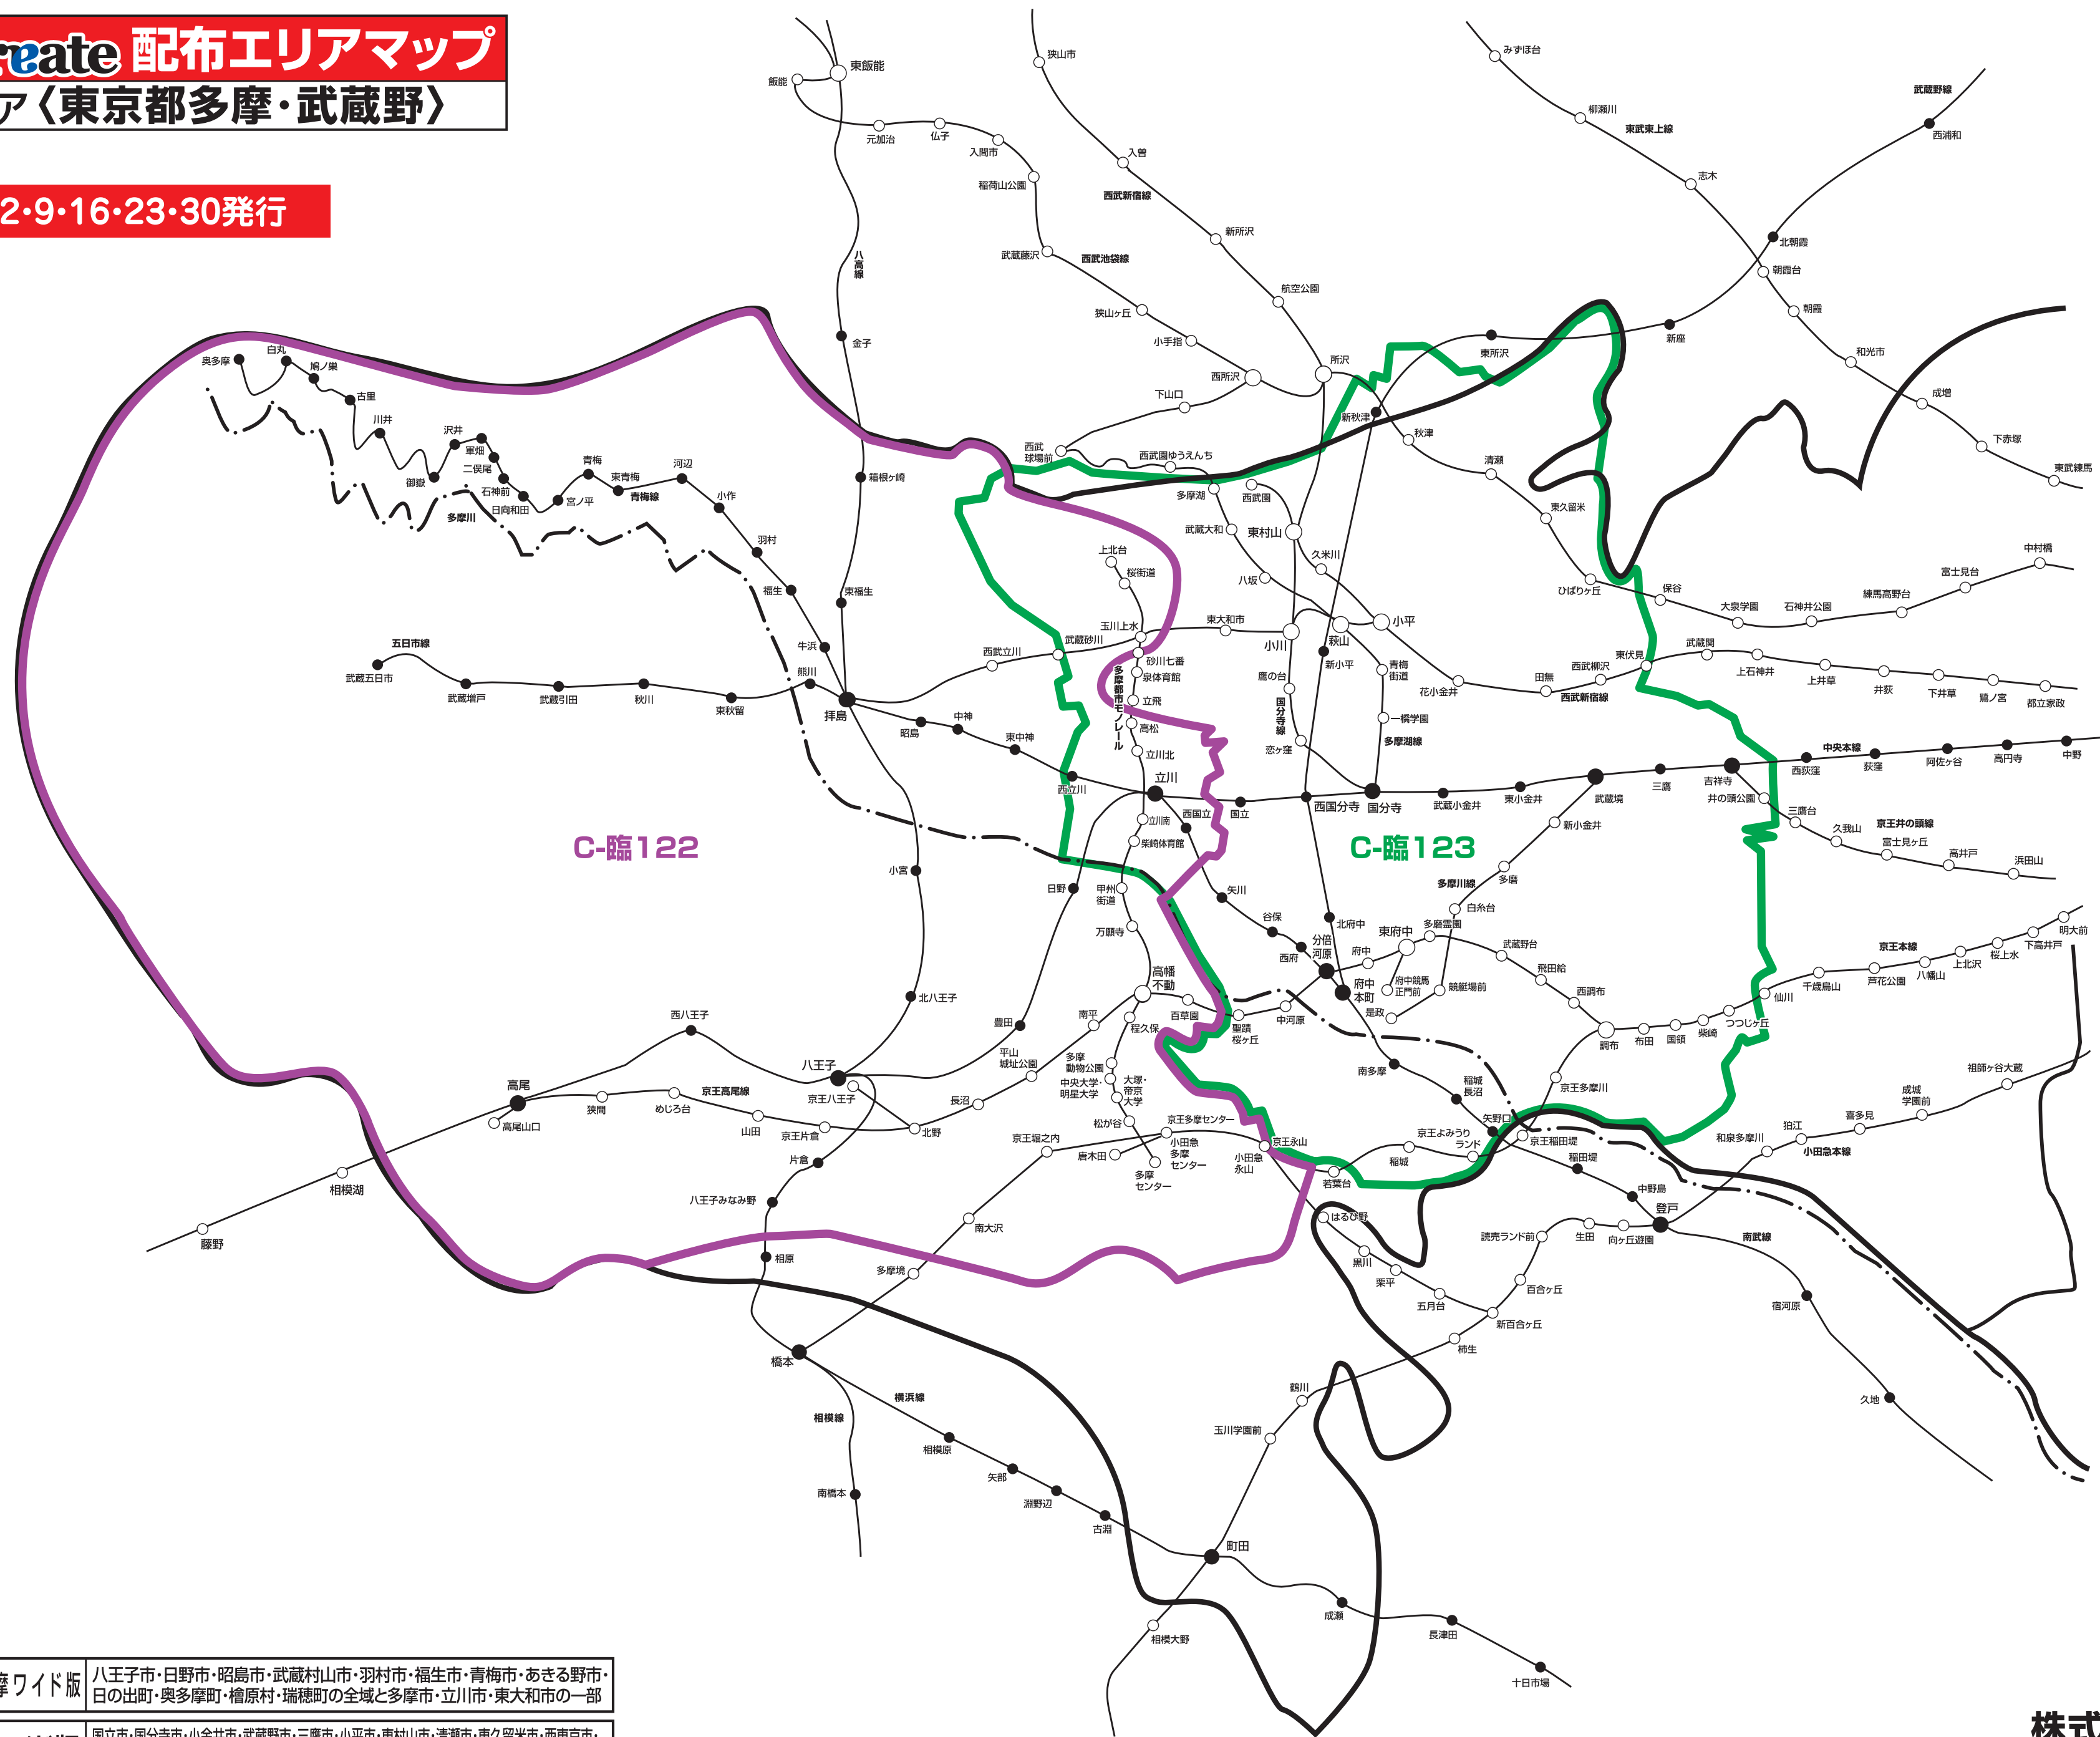 reate 配布エリアマップ
ア〈東京都多摩・武蔵野〉
2・9・16・23・30発行
東飯能
飯能
元加治
仏子
入間市
稲荷山公園
武蔵藤沢
西武池袋線
狭山ヶ丘
小手指
西所沢
下山口
西武
球場前
狭山市
入曽
西武新宿線
新所沢
航空公園
所沢
西武園ゆうえんち
多摩湖
西武園
武蔵大和
東村山
久米川
八坂
みずほ台
柳瀬川
東武東上線
志木
武蔵野線
西浦和
北朝霞
朝霞台
朝霞
和光市
成増
下赤塚
東武練馬
新座
東所沢
新秋津
秋津
清瀬
東久留米
ひばりヶ丘
保谷
大泉学園
石神井公園
練馬高野台
富士見台
中村橋
八高線
金子
箱根ヶ崎
東福生
奥多摩
白丸
鳩ノ巣
古里
川井
御嶽
沢井
軍畑
二俣尾
石神前
日向和田
宮ノ平
青梅
東青梅
青梅線
河辺
小作
羽村
福生
牛浜
多摩川
五日市線
武蔵五日市
武蔵増戸
武蔵引田
秋川
東秋留
熊川
拝島
昭島
中神
東中神
西立川
立川
西武立川
武蔵砂川
玉川上水
上北台
桜街道
砂川七番
泉体育館
立飛
高松
立川北
多摩都市モノレール
東大和市
小川
萩山
小平
新小平
鷹の台
国分寺線
恋ヶ窪
青梅
街道
一橋学園
多摩湖線
花小金井
田無
西武新宿線
西武柳沢
東伏見
武蔵関
上石神井
上井草
井荻
下井草
鷺ノ宮
都立家政
西国立
国立
西国分寺
国分寺
武蔵小金井
東小金井
武蔵境
三鷹
吉祥寺
西荻窪
中央本線
荻窪
阿佐ヶ谷
高円寺
中野
井の頭公園
三鷹台
久我山
京王井の頭線
富士見ヶ丘
高井戸
浜田山
C-臨122
C-臨123
立川南
柴崎体育館
日野
甲州
街道
万願寺
高幡
不動
矢川
谷保
西府
分倍
河原
北府中
府中
東府中
多磨霊園
府中
本町
府中競馬
正門前
競艇場前
是政
新小金井
多磨
多摩川線
白糸台
武蔵野台
飛田給
西調布
調布
布田
国領
柴崎
つつじヶ丘
仙川
千歳烏山
芦花公園
京王本線
八幡山
上北沢
桜上水
下高井戸
明大前
小宮
北八王子
西八王子
八王子
京王八王子
豊田
平山
城址公園
南平
長沼
北野
百草園
聖蹟
桜ヶ丘
中河原
程久保
多摩
動物公園
中央大学・
明星大学
大塚・
帝京
大学
松が谷
京王多摩センター
小田急
多摩
センター
多摩
センター
唐木田
京王堀之内
南大沢
多摩境
京王永山
小田急
永山
若葉台
稲城
京王よみうり
ランド
京王稲田堤
京王多摩川
南多摩
稲城
長沼
矢野口
稲田堤
中野島
登戸
南武線
宿河原
久地
和泉多摩川
狛江
喜多見
小田急本線
成城
学園前
祖師ヶ谷大蔵
高尾
高尾山口
狭間
めじろ台
京王高尾線
山田
京王片倉
片倉
八王子みなみ野
相原
橋本
相模湖
藤野
はるひ野
黒川
栗平
五月台
新百合ヶ丘
百合ヶ丘
読売ランド前
生田
向ヶ丘遊園
柿生
鶴川
玉川学園前
町田
相模大野
相模線
南橋本
横浜線
相模原
矢部
淵野辺
古淵
成瀬
長津田
十日市場
摩ワイド版
八王子市・日野市・昭島市・武蔵村山市・羽村市・福生市・青梅市・あきる野市・
日の出町・奥多摩町・檜原村・瑞穂町の全域と多摩市・立川市・東大和市の一部
国立市・国分寺市・小金井市・武蔵野市・三鷹市・小平市・東村山市・清瀬市・東久留米市・西東京市・
株式